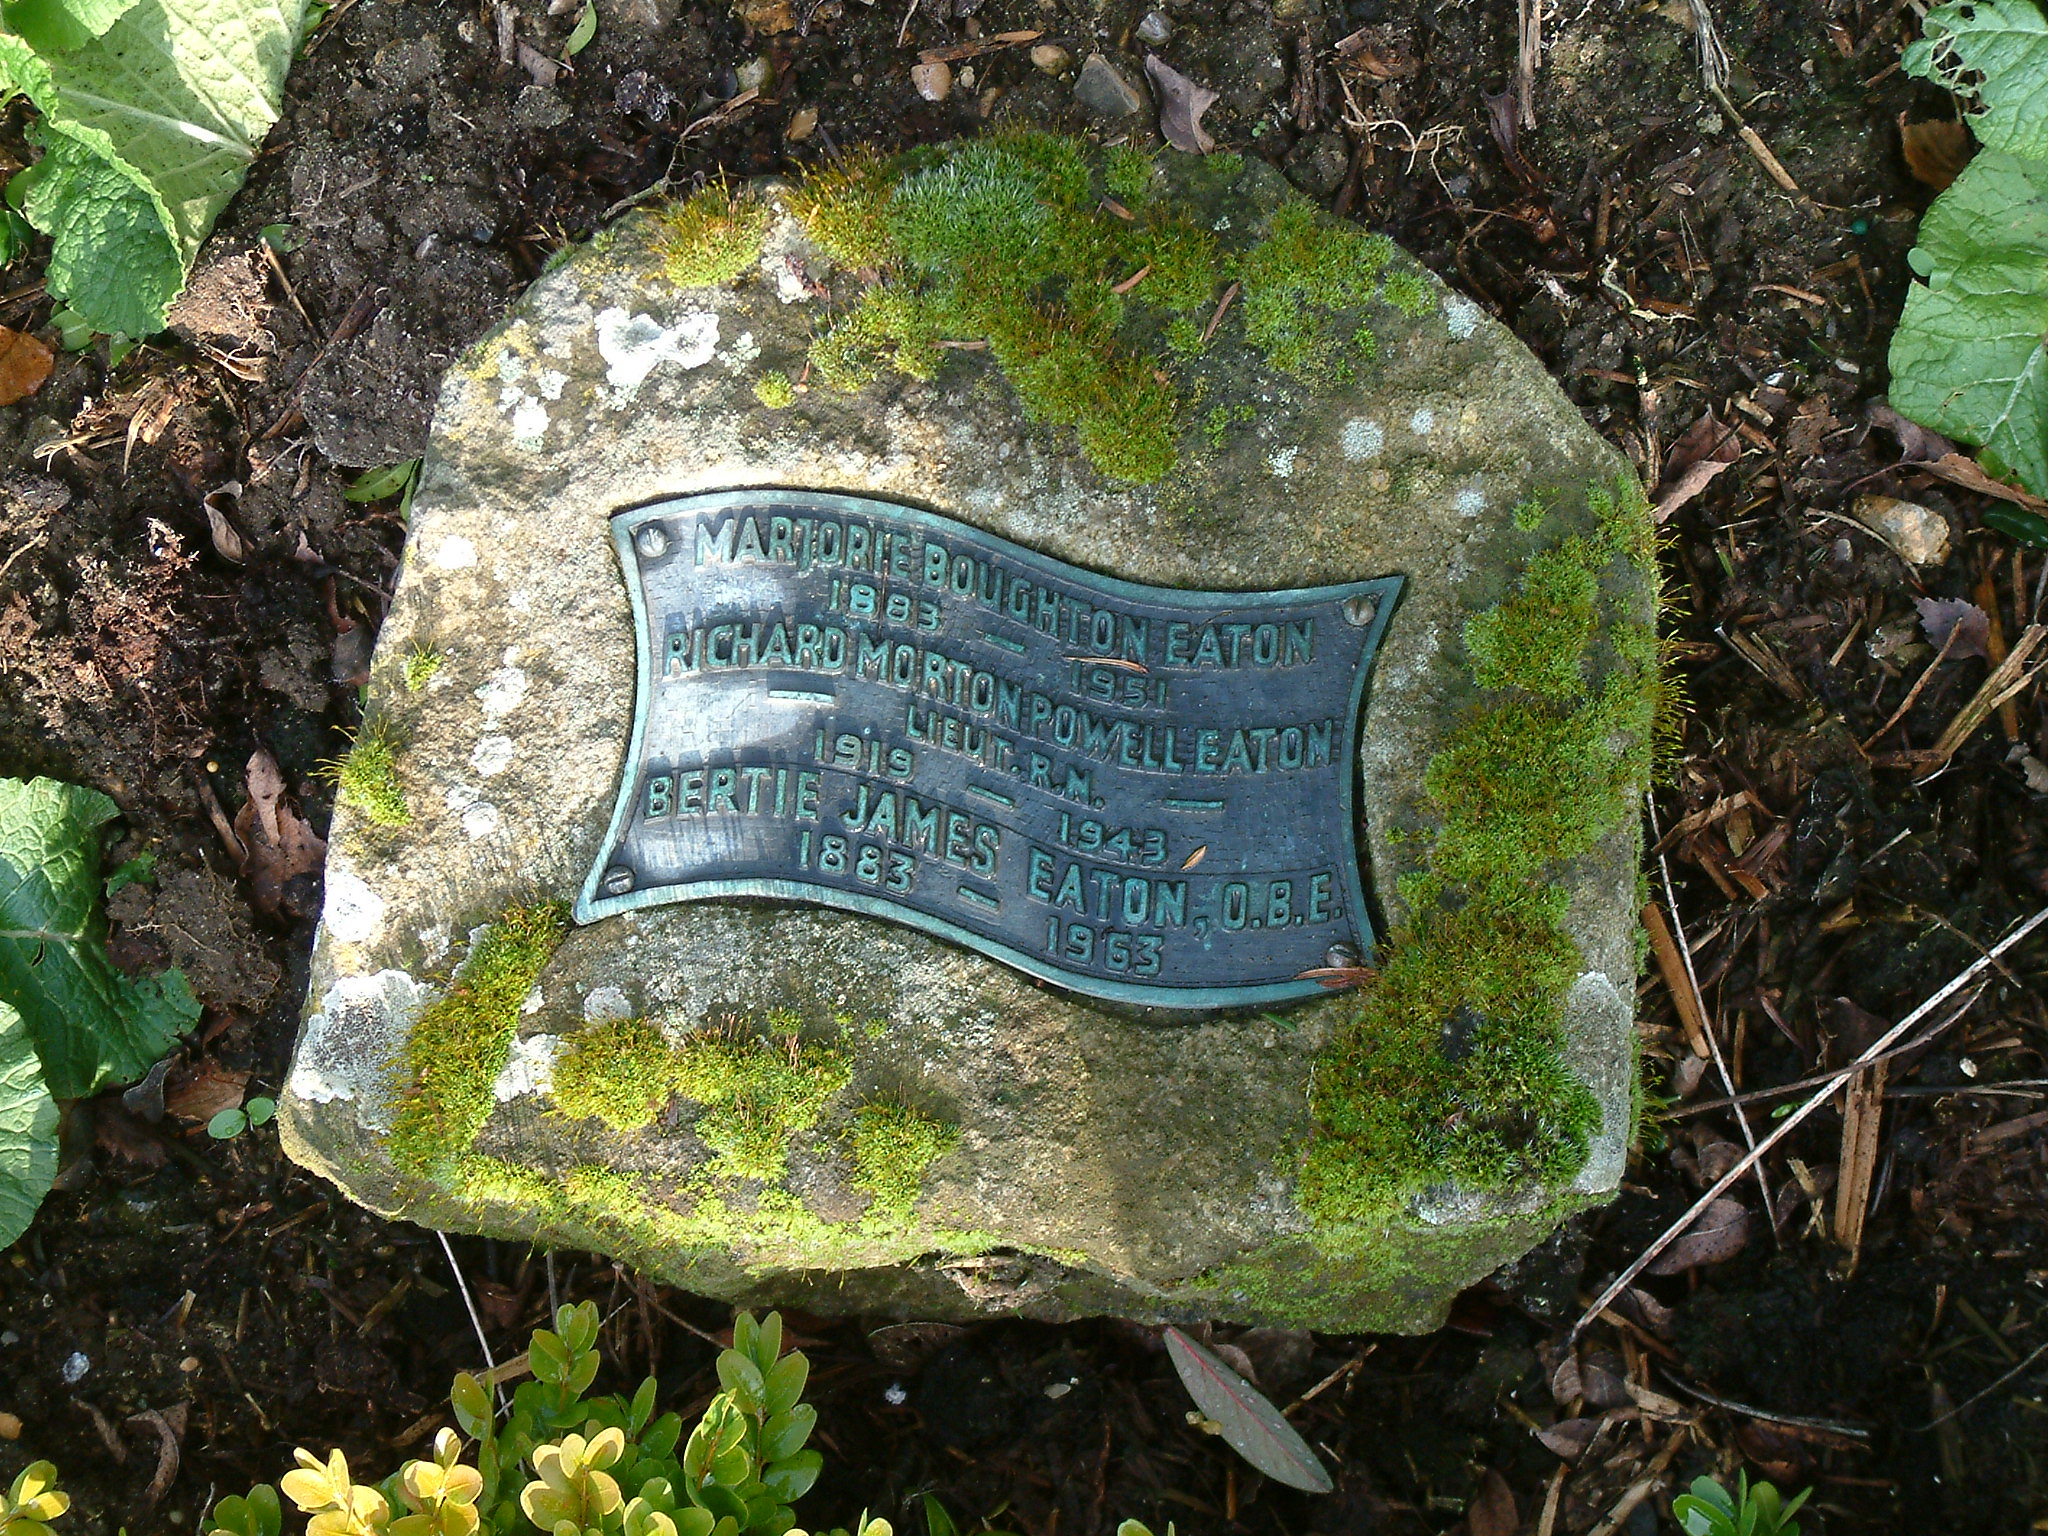 MARJORIE BOUGHTON EATON
1883 – 1951
RICHARD MORTON POWELL EATON
– LIEUT. R.N. –
1919 – 1943
BERTIE JAMES EATON, O.B.E.
1883 – 1963